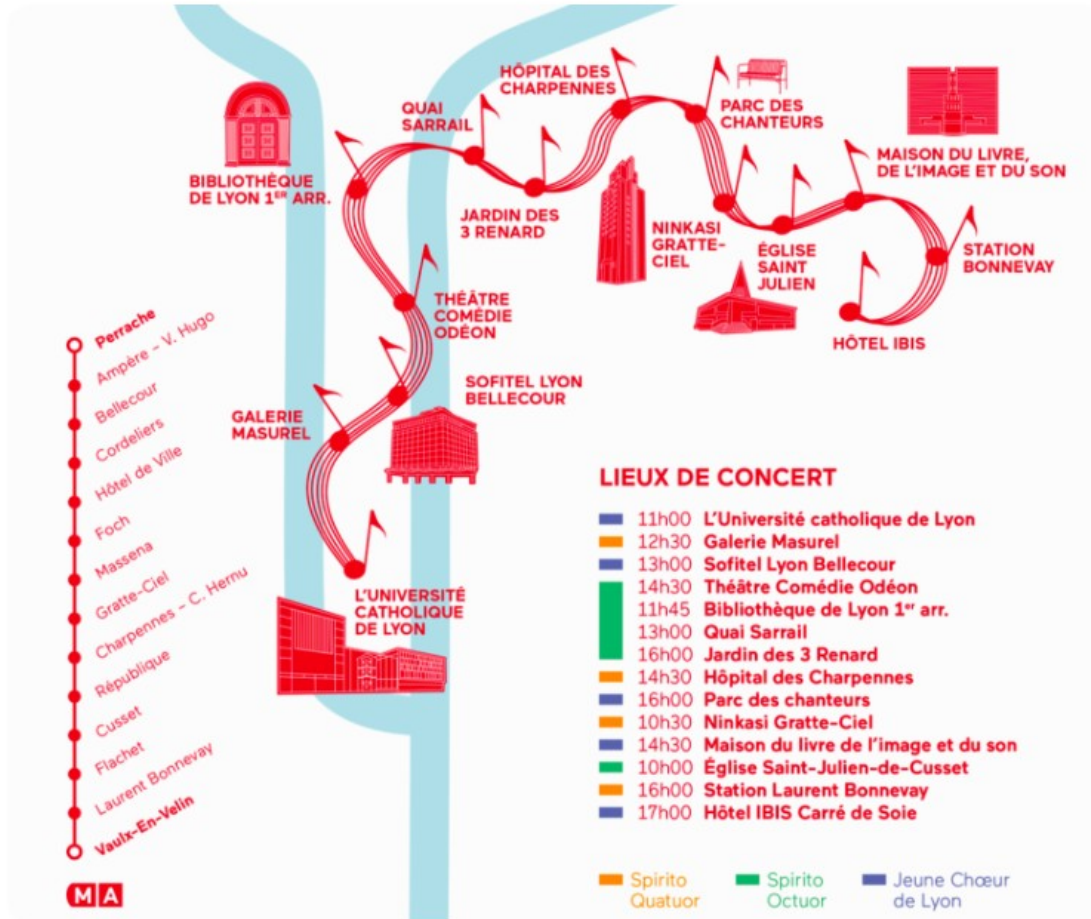 HÔPITAL DES
CHARPENNES
QUAI
SARRAIL
PARC DES
CHANTEURS
MAISON DU LIVRE,
DE L'IMAGE ET DU SON
BIBLIOTHÈQUE
DE LYON 1ER ARR.
JARDIN DES
3 RENARD
NINKASI
GRATTE-
CIEL
ÉGLISE
SAINT
JULIEN
STATION
BONNEVAY
THÉÂTRE
COMÉDIE
ODÉON
HÔTEL IBIS
SOFITEL LYON
BELLECOUR
GALERIE
MASUREL
L'UNIVERSITÉ
CATHOLIQUE
DE LYON
Perrache
Ampère – V. Hugo
Bellecour
Cordeliers
Hôtel de Ville
Foch
Massena
Gratte-Ciel
Charpennes – C. Hernu
République
Cusset
Flachet
Laurent Bonnevay
Vaulx-En-Velin
M A
LIEUX DE CONCERT
11h00 L'Université catholique de Lyon
12h30 Galerie Masurel
13h00 Sofitel Lyon Bellecour
14h30 Théâtre Comédie Odéon
11h45 Bibliothèque de Lyon 1er arr.
13h00 Quai Sarrail
16h00 Jardin des 3 Renard
14h30 Hôpital des Charpennes
16h00 Parc des chanteurs
10h30 Ninkasi Gratte-Ciel
14h30 Maison du livre de l'image et du son
10h00 Église Saint-Julien-de-Cusset
16h00 Station Laurent Bonnevay
17h00 Hôtel IBIS Carré de Soie
Spirito
Quatuor
Spirito
Octuor
Jeune Chœur
de Lyon